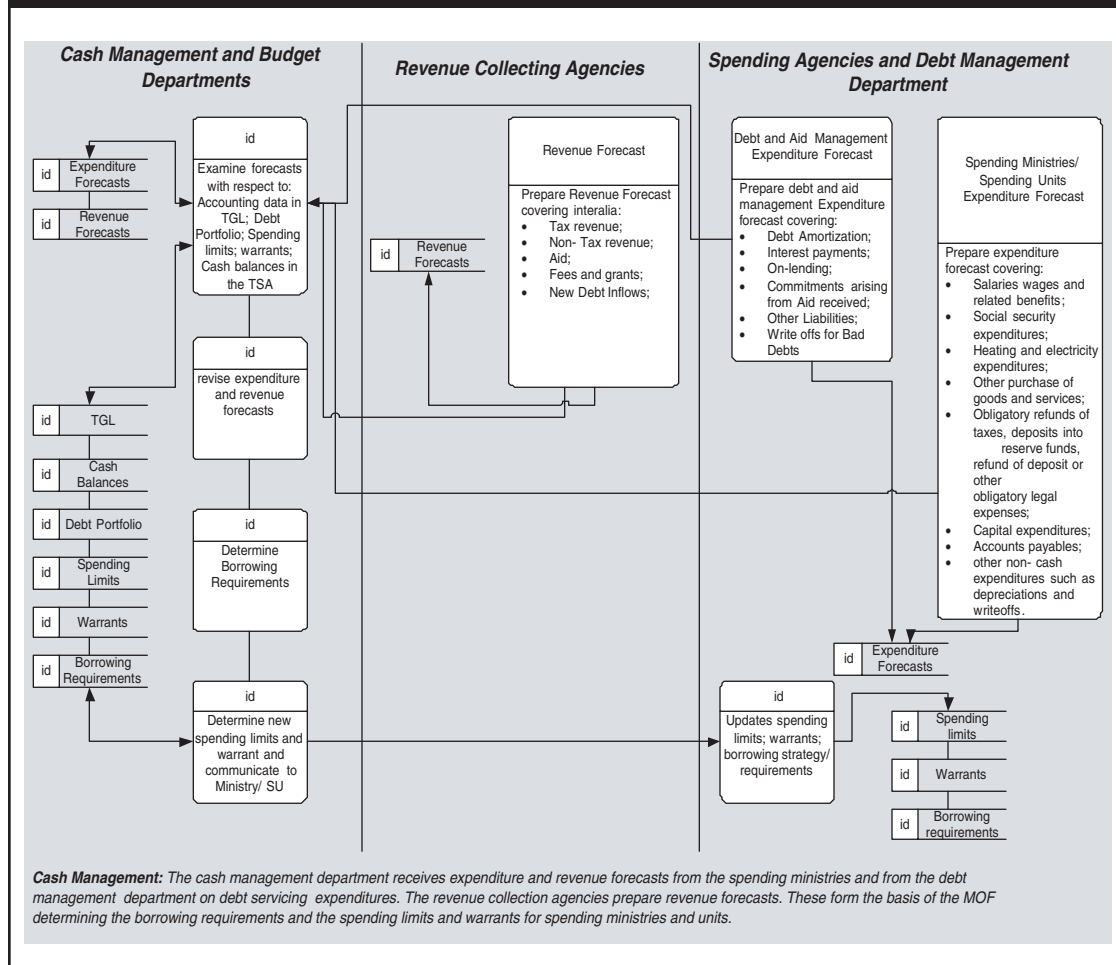 Cash Management and Budget
Departments
Revenue Collecting Agencies
Spending Agencies and Debt Management
Department
id
Expenditure
Forecasts
id
Revenue
Forecasts
id
Examine forecasts
with respect to:
Accounting data in
TGL; Debt
Portfolio; Spending
limits; warrants;
Cash balances in
the TSA
id
revise expenditure
and revenue
forecasts
id
TGL
id
Cash
Balances
id
Debt Portfolio
id
Spending
Limits
id
Warrants
id
Borrowing
Requirements
id
Determine
Borrowing
Requirements
id
Determine new
spending limits and
warrant and
communicate to
Ministry/ SU
id
Revenue
Forecasts
Revenue Forecast
Prepare Revenue Forecast
covering interalia:
• Tax revenue;
• Non- Tax revenue;
• Aid;
• Fees and grants;
• New Debt Inflows;
Debt and Aid Management
Expenditure Forecast
Prepare debt and aid
management Expenditure
forecast covering:
• Debt Amortization;
• Interest payments;
• On-lending;
• Commitments arising
from Aid received;
• Other Liabilities;
• Write offs for Bad
Debts
Spending Ministries/
Spending Units
Expenditure Forecast
Prepare expenditure
forecast covering:
• Salaries wages and
related benefits;
• Social security
expenditures;
• Heating and electricity
expenditures;
• Other purchase of
goods and services;
• Obligatory refunds of
taxes, deposits into
reserve funds,
refund of deposit or
other
obligatory legal
expenses;
• Capital expenditures;
• Accounts payables;
• other non- cash
expenditures such as
depreciations and
writeoffs.
id
Expenditure
Forecasts
id
Updates spending
limits; warrants;
borrowing strategy/
requirements
id
Spending
limits
id
Warrants
id
Borrowing
requirements
Cash Management: The cash management department receives expenditure and revenue forecasts from the spending ministries and from the debt
management department on debt servicing expenditures. The revenue collection agencies prepare revenue forecasts. These form the basis of the MOF
determining the borrowing requirements and the spending limits and warrants for spending ministries and units.